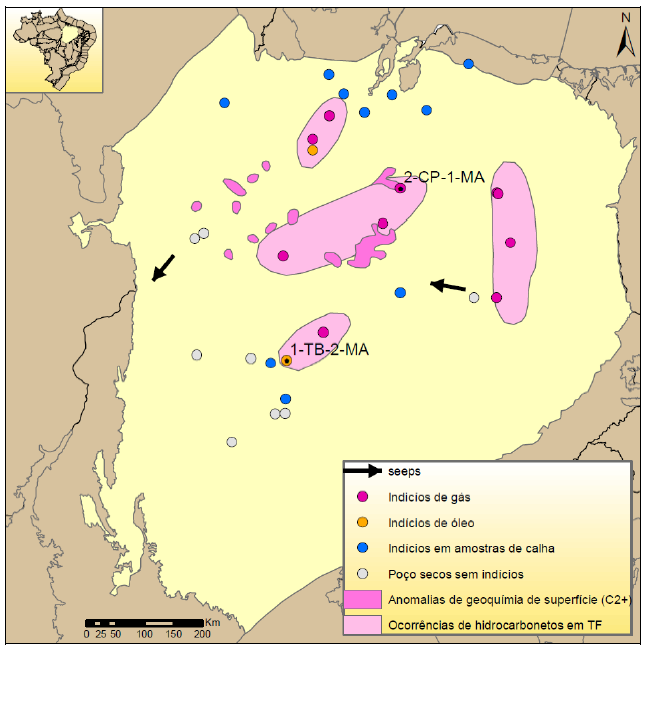 N
2-CP-1-MA
1-TB-2-MA
seeps
Indícios de gás
Indícios de óleo
Indícios em amostras de calha
Poço secos sem indícios
Anomalias de geoquímia de superfície (C2+)
Ocorrências de hidrocarbonetos em TF
Km
0 25 50 100 150 200